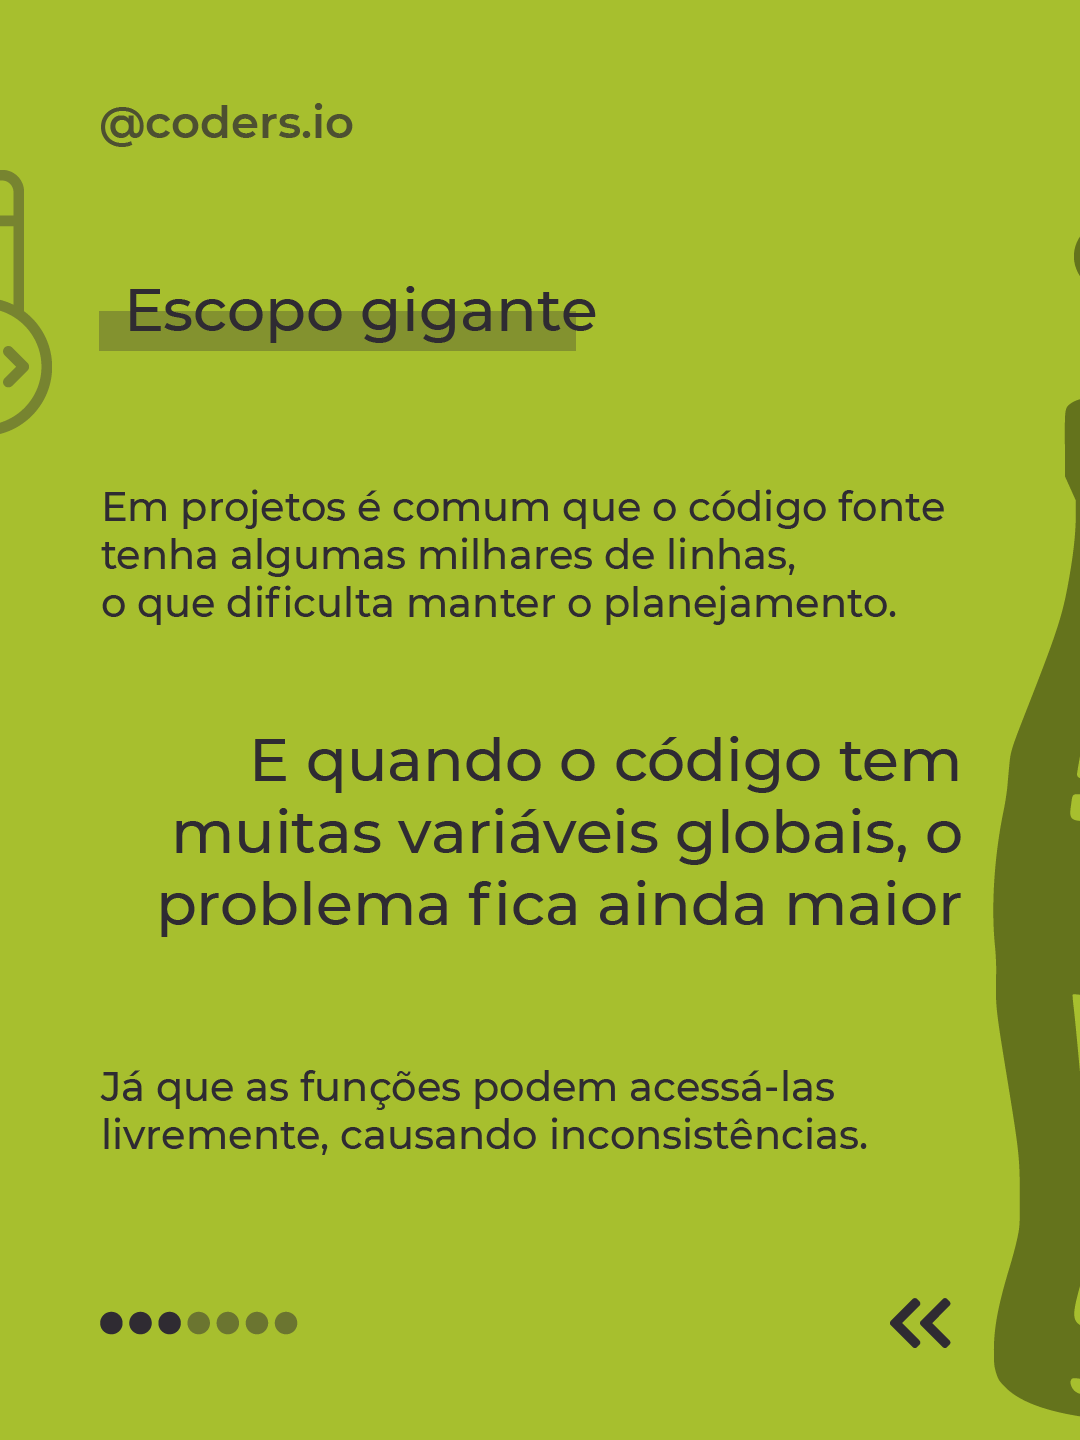 @coders.io
Escopo gigante
Em projetos é comum que o código fonte
tenha algumas milhares de linhas,
o que dificulta manter o planejamento.
E quando o código tem
muitas variáveis globais, o
problema fica ainda maior
Já que as funções podem acessá-las
livremente, causando inconsistências.